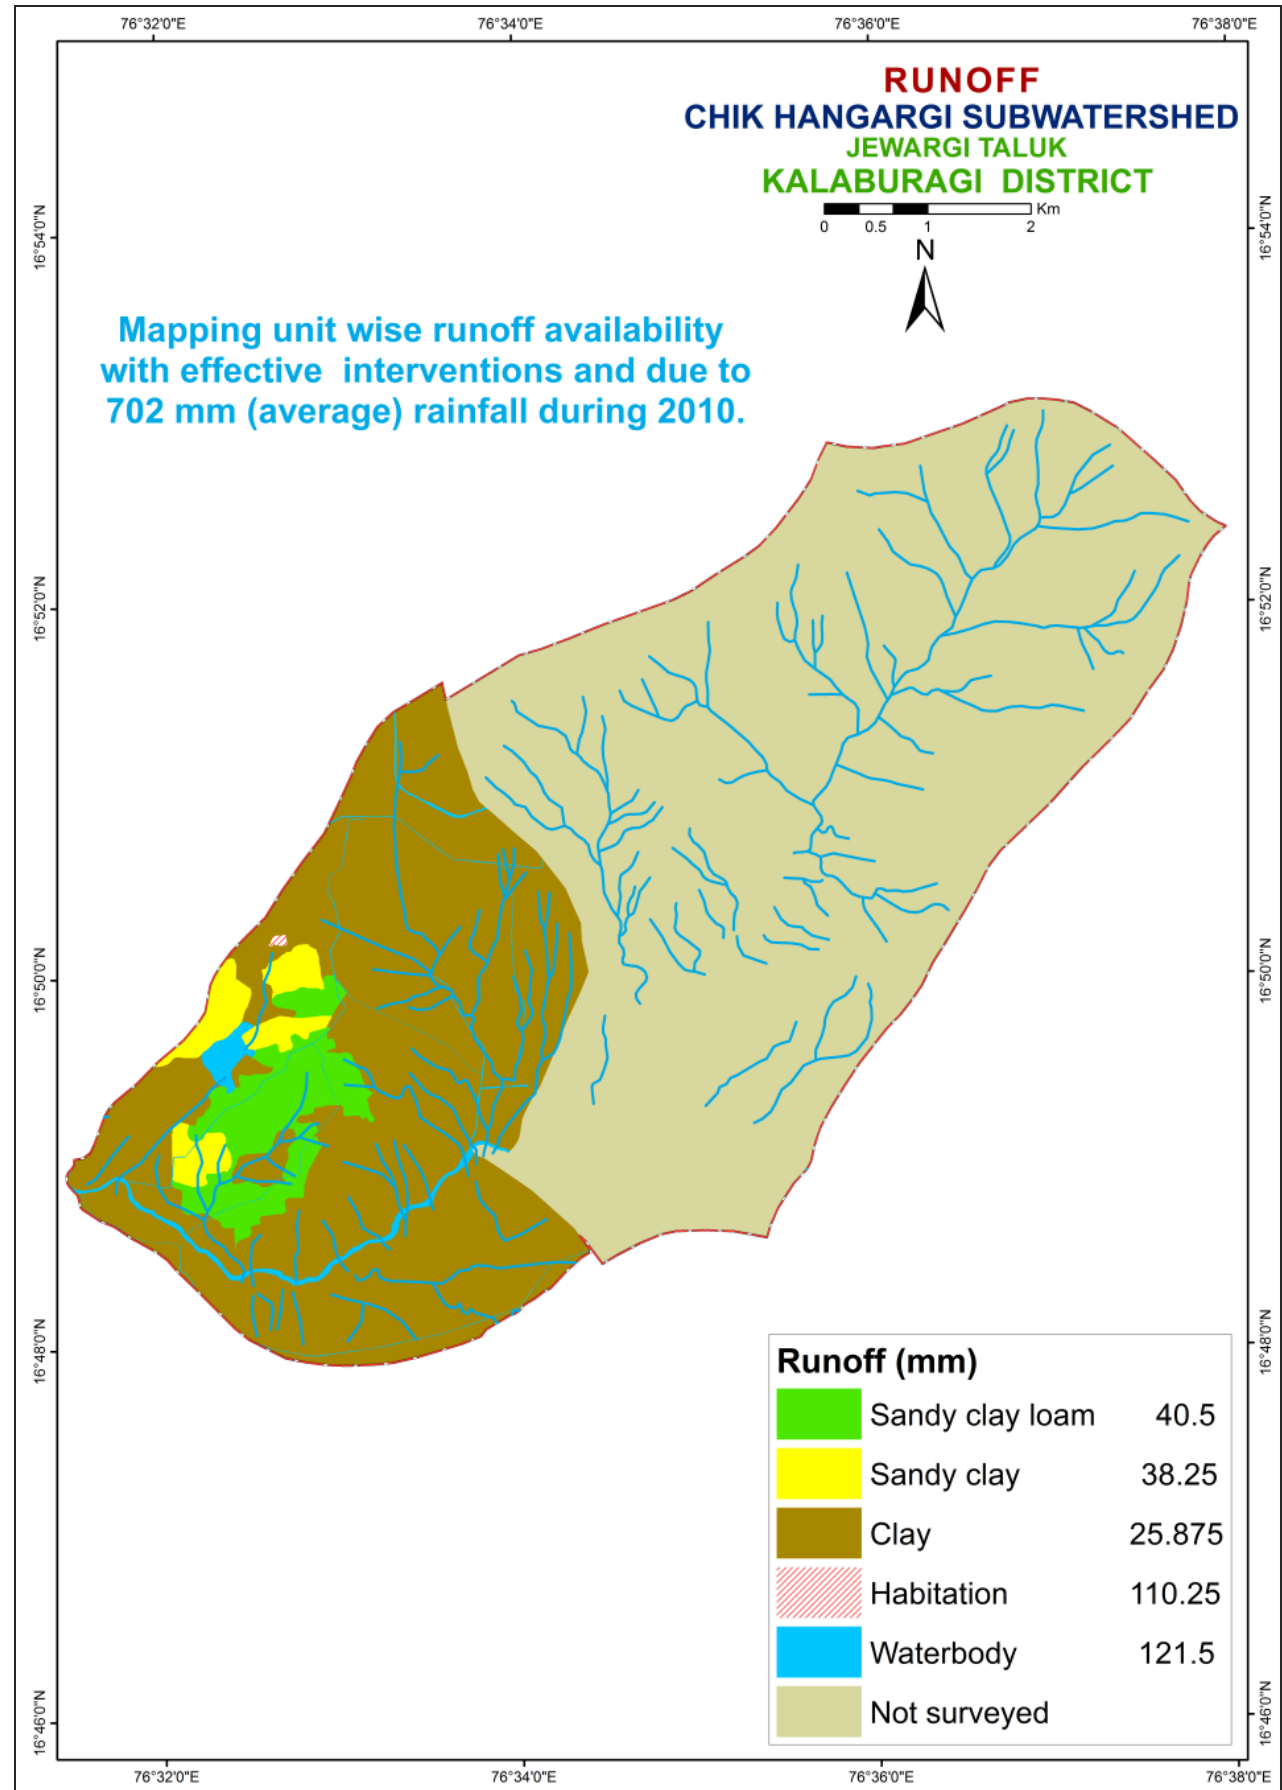 76°32'0"E 76°34'0"E 76°36'0"E 76°38'0"E
RUNOFF
CHIK HANGARGI SUBWATERSHED
JEWARGI TALUK
KALABURAGI DISTRICT
Km
0 0.5 1 2
N
16°54'0"N 16°54'0"N
Mapping unit wise runoff availability
with effective interventions and due to
702 mm (average) rainfall during 2010.
16°52'0"N 16°52'0"N
16°50'0"N 16°50'0"N
16°48'0"N 16°48'0"N
Runoff (mm)
Sandy clay loam 40.5
Sandy clay 38.25
Clay 25.875
Habitation 110.25
Waterbody 121.5
Not surveyed
16°46'0"N 16°46'0"N
76°32'0"E 76°34'0"E 76°36'0"E 76°38'0"E